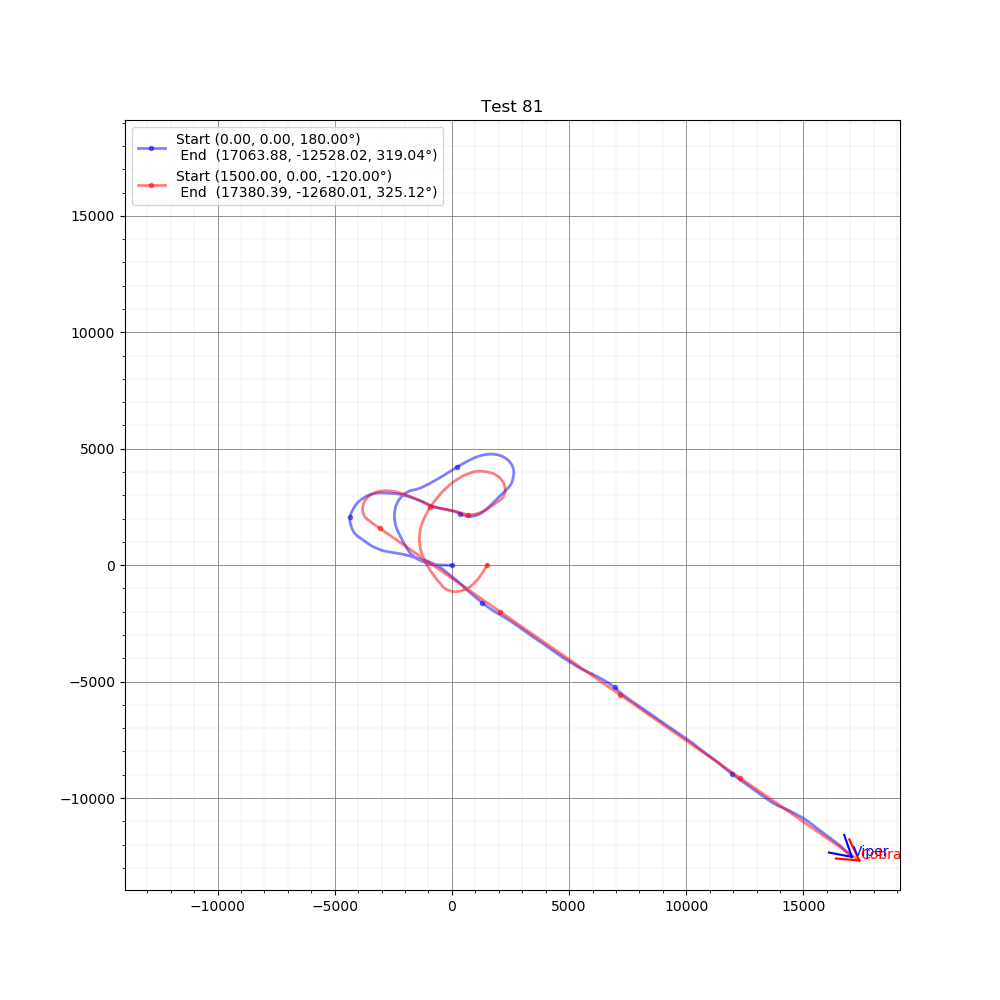 Test 81
Start (0.00, 0.00, 180.00°)
End (17063.88, -12528.02, 319.04°)
Start (1500.00, 0.00, -120.00°)
End (17380.39, -12680.01, 325.12°)
15000
10000
5000
0
−5000
−10000
Viper
Cobra
−10000
−5000
0
5000
10000
15000